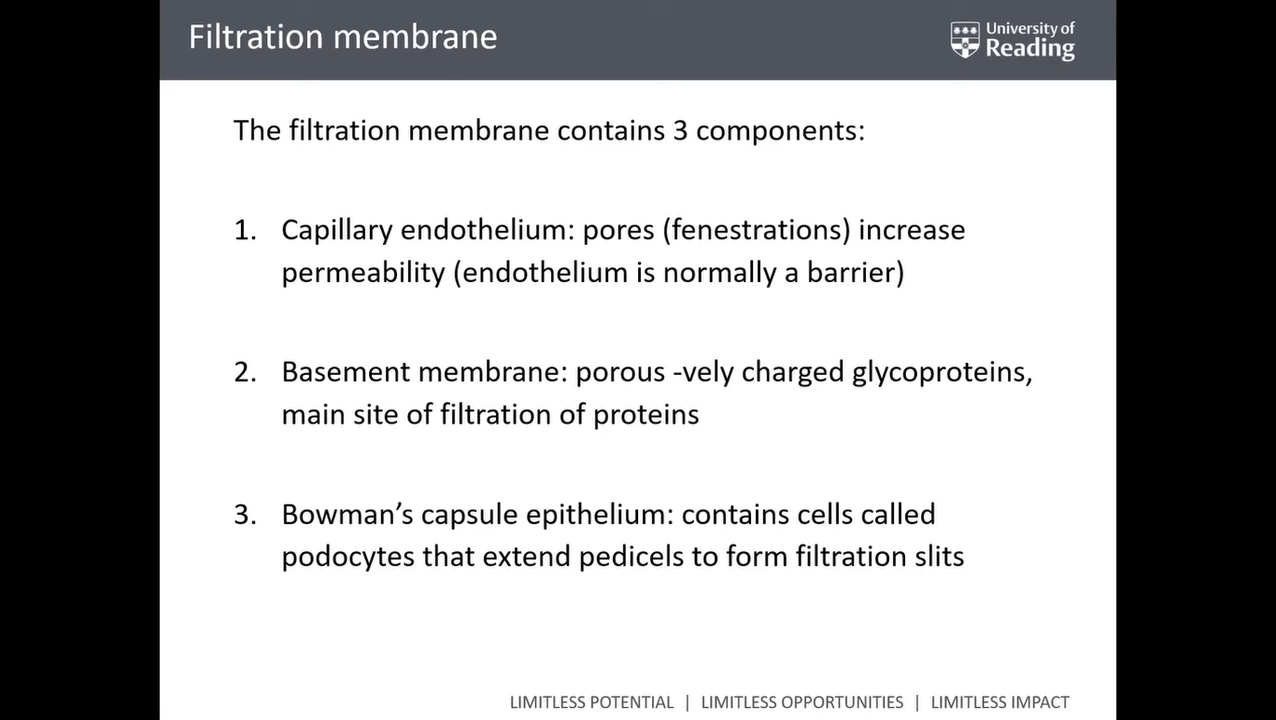 Filtration membrane
University of
Reading
The filtration membrane contains 3 components:
1. Capillary endothelium: pores (fenestrations) increase
permeability (endothelium is normally a barrier)
2. Basement membrane: porous -vely charged glycoproteins,
main site of filtration of proteins
3. Bowman’s capsule epithelium: contains cells called
podocytes that extend pedicels to form filtration slits
LIMITLESS POTENTIAL | LIMITLESS OPPORTUNITIES | LIMITLESS IMPACT